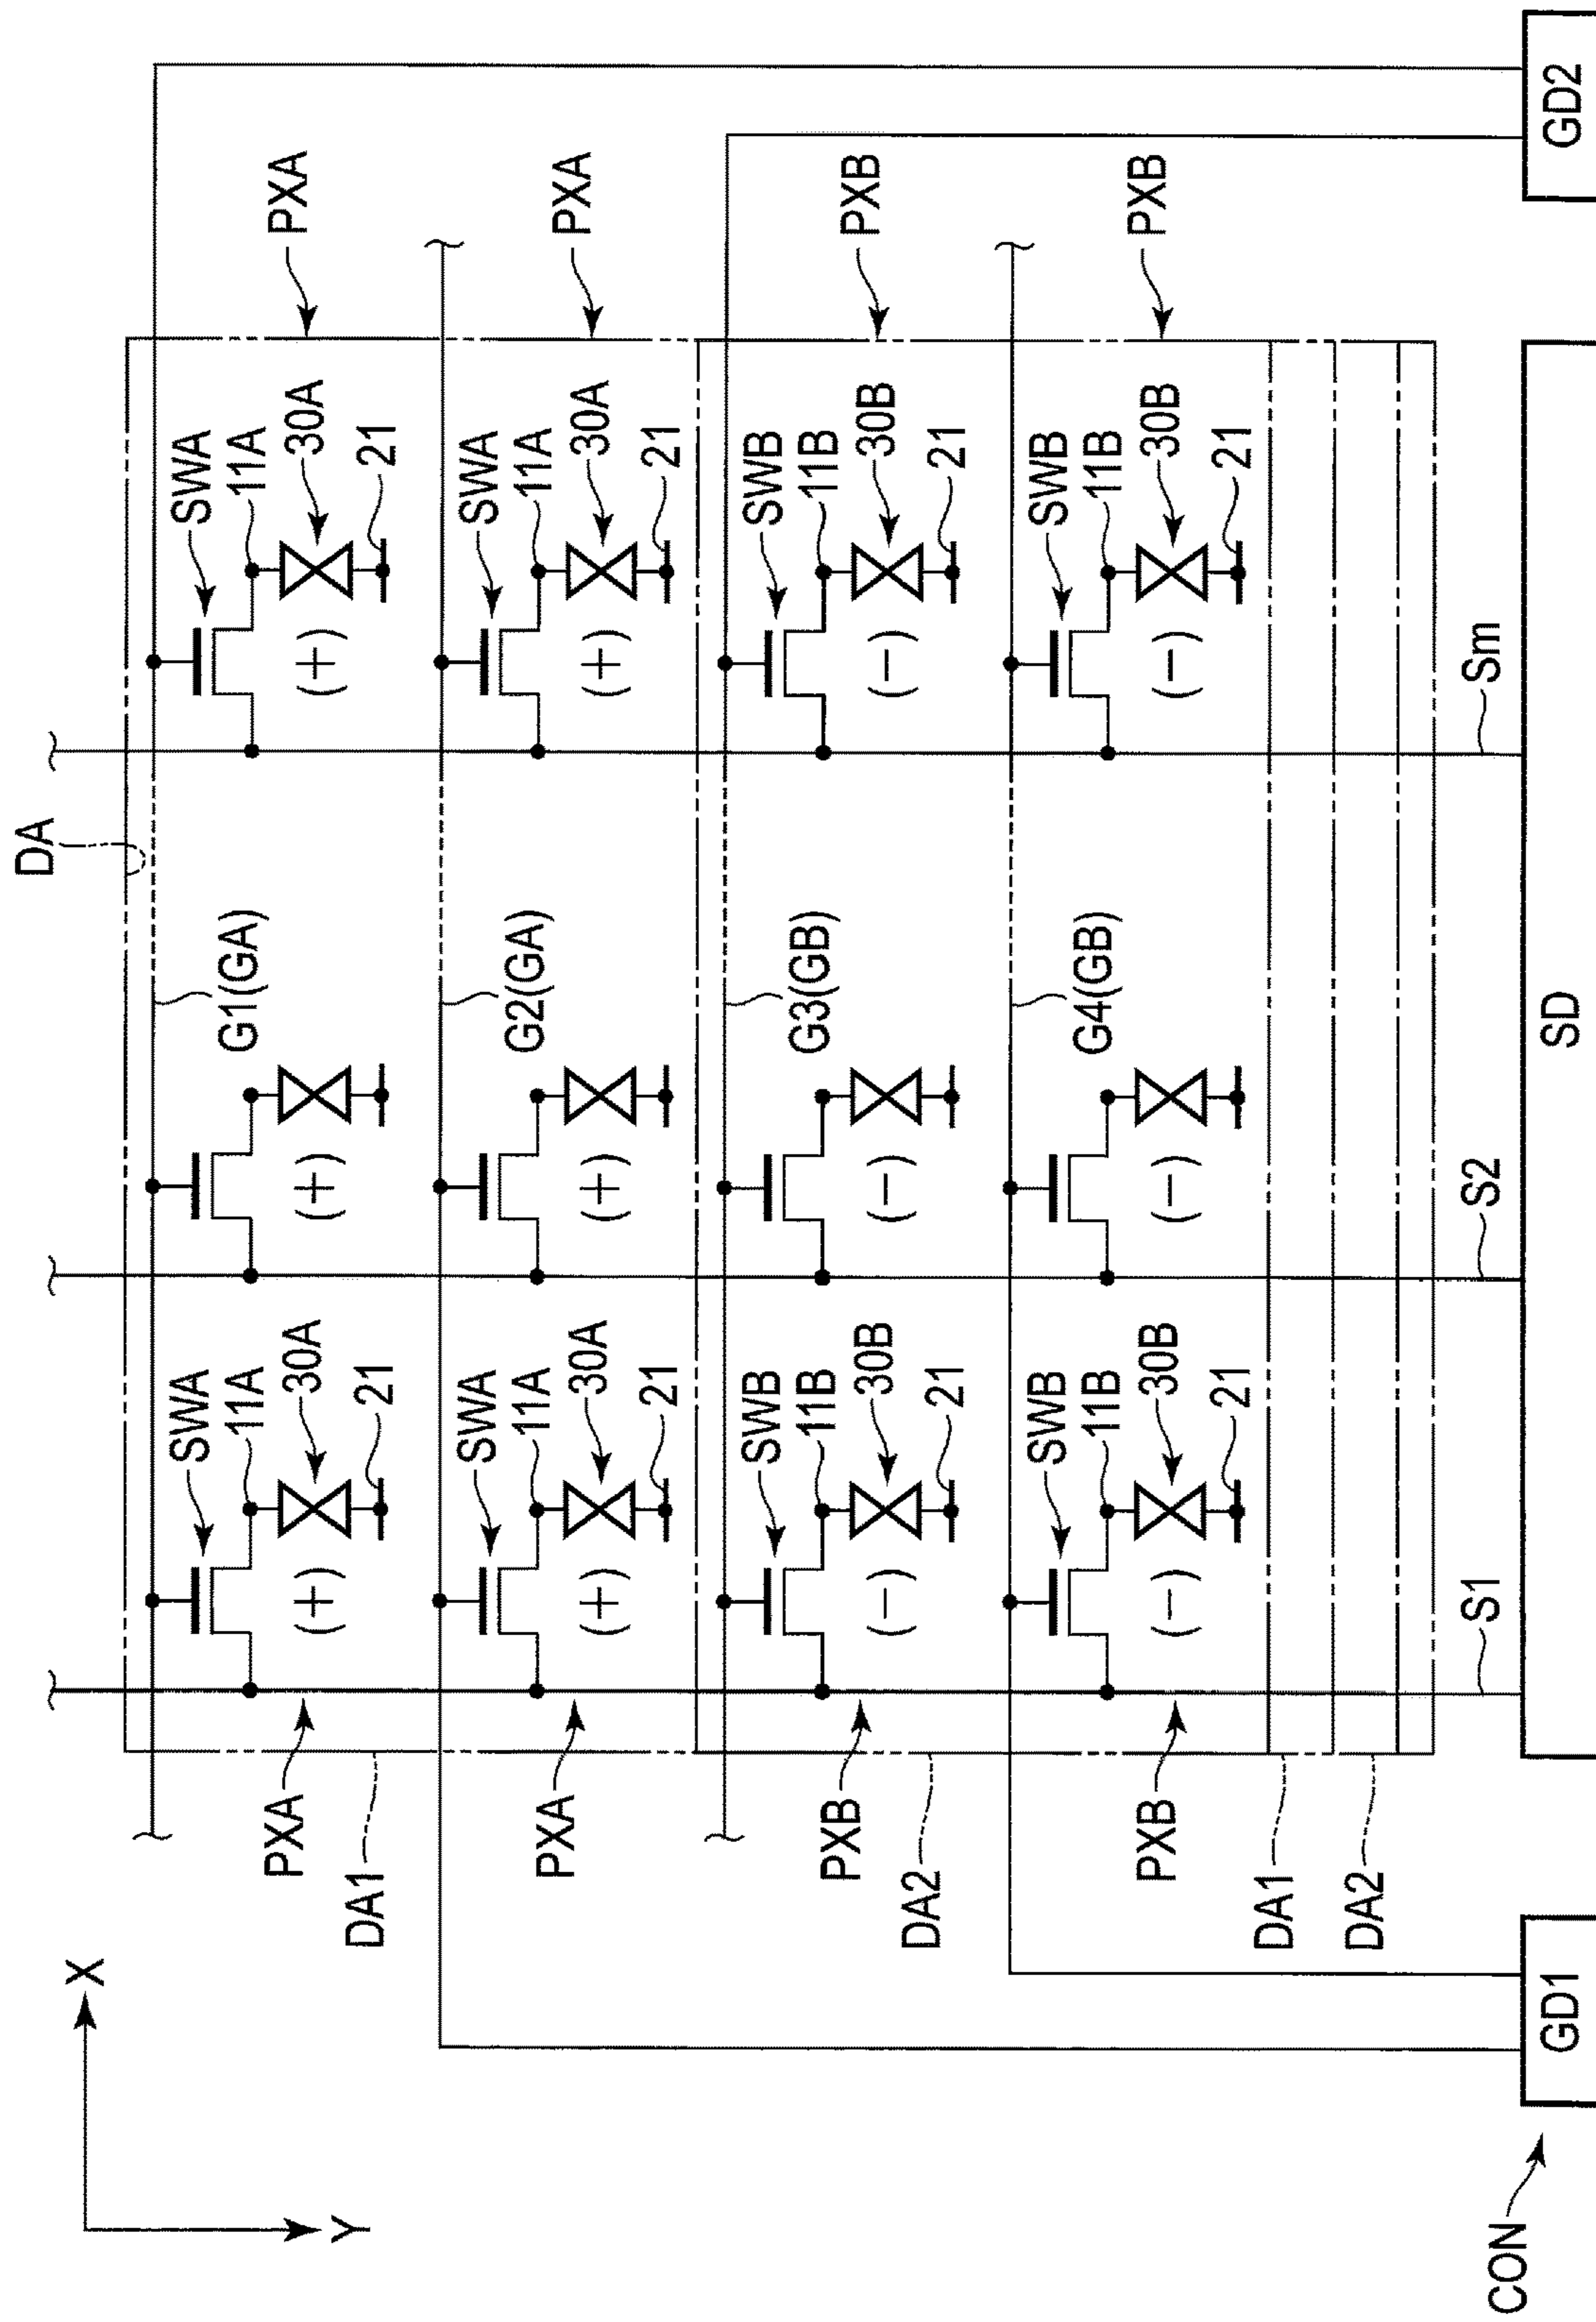 DA
X
SWA
SWA
11A
G1(GA)
11A
PXA
30A
30A
PXA
(+)
(+)
(+)
Y
DA1
21
21
SWA
SWA
11A
G2(GA)
11A
PXA
30A
30A
PXA
(+)
(+)
(+)
21
21
SWB
SWB
11B
G3(GB)
11B
PXB
30B
30B
PXB
(−)
(−)
(−)
DA2
21
21
SWB
SWB
11B
G4(GB)
11B
PXB
30B
30B
PXB
(−)
(−)
(−)
21
21
DA1
DA2
S1
S2
Sm
CON
GD1
SD
GD2